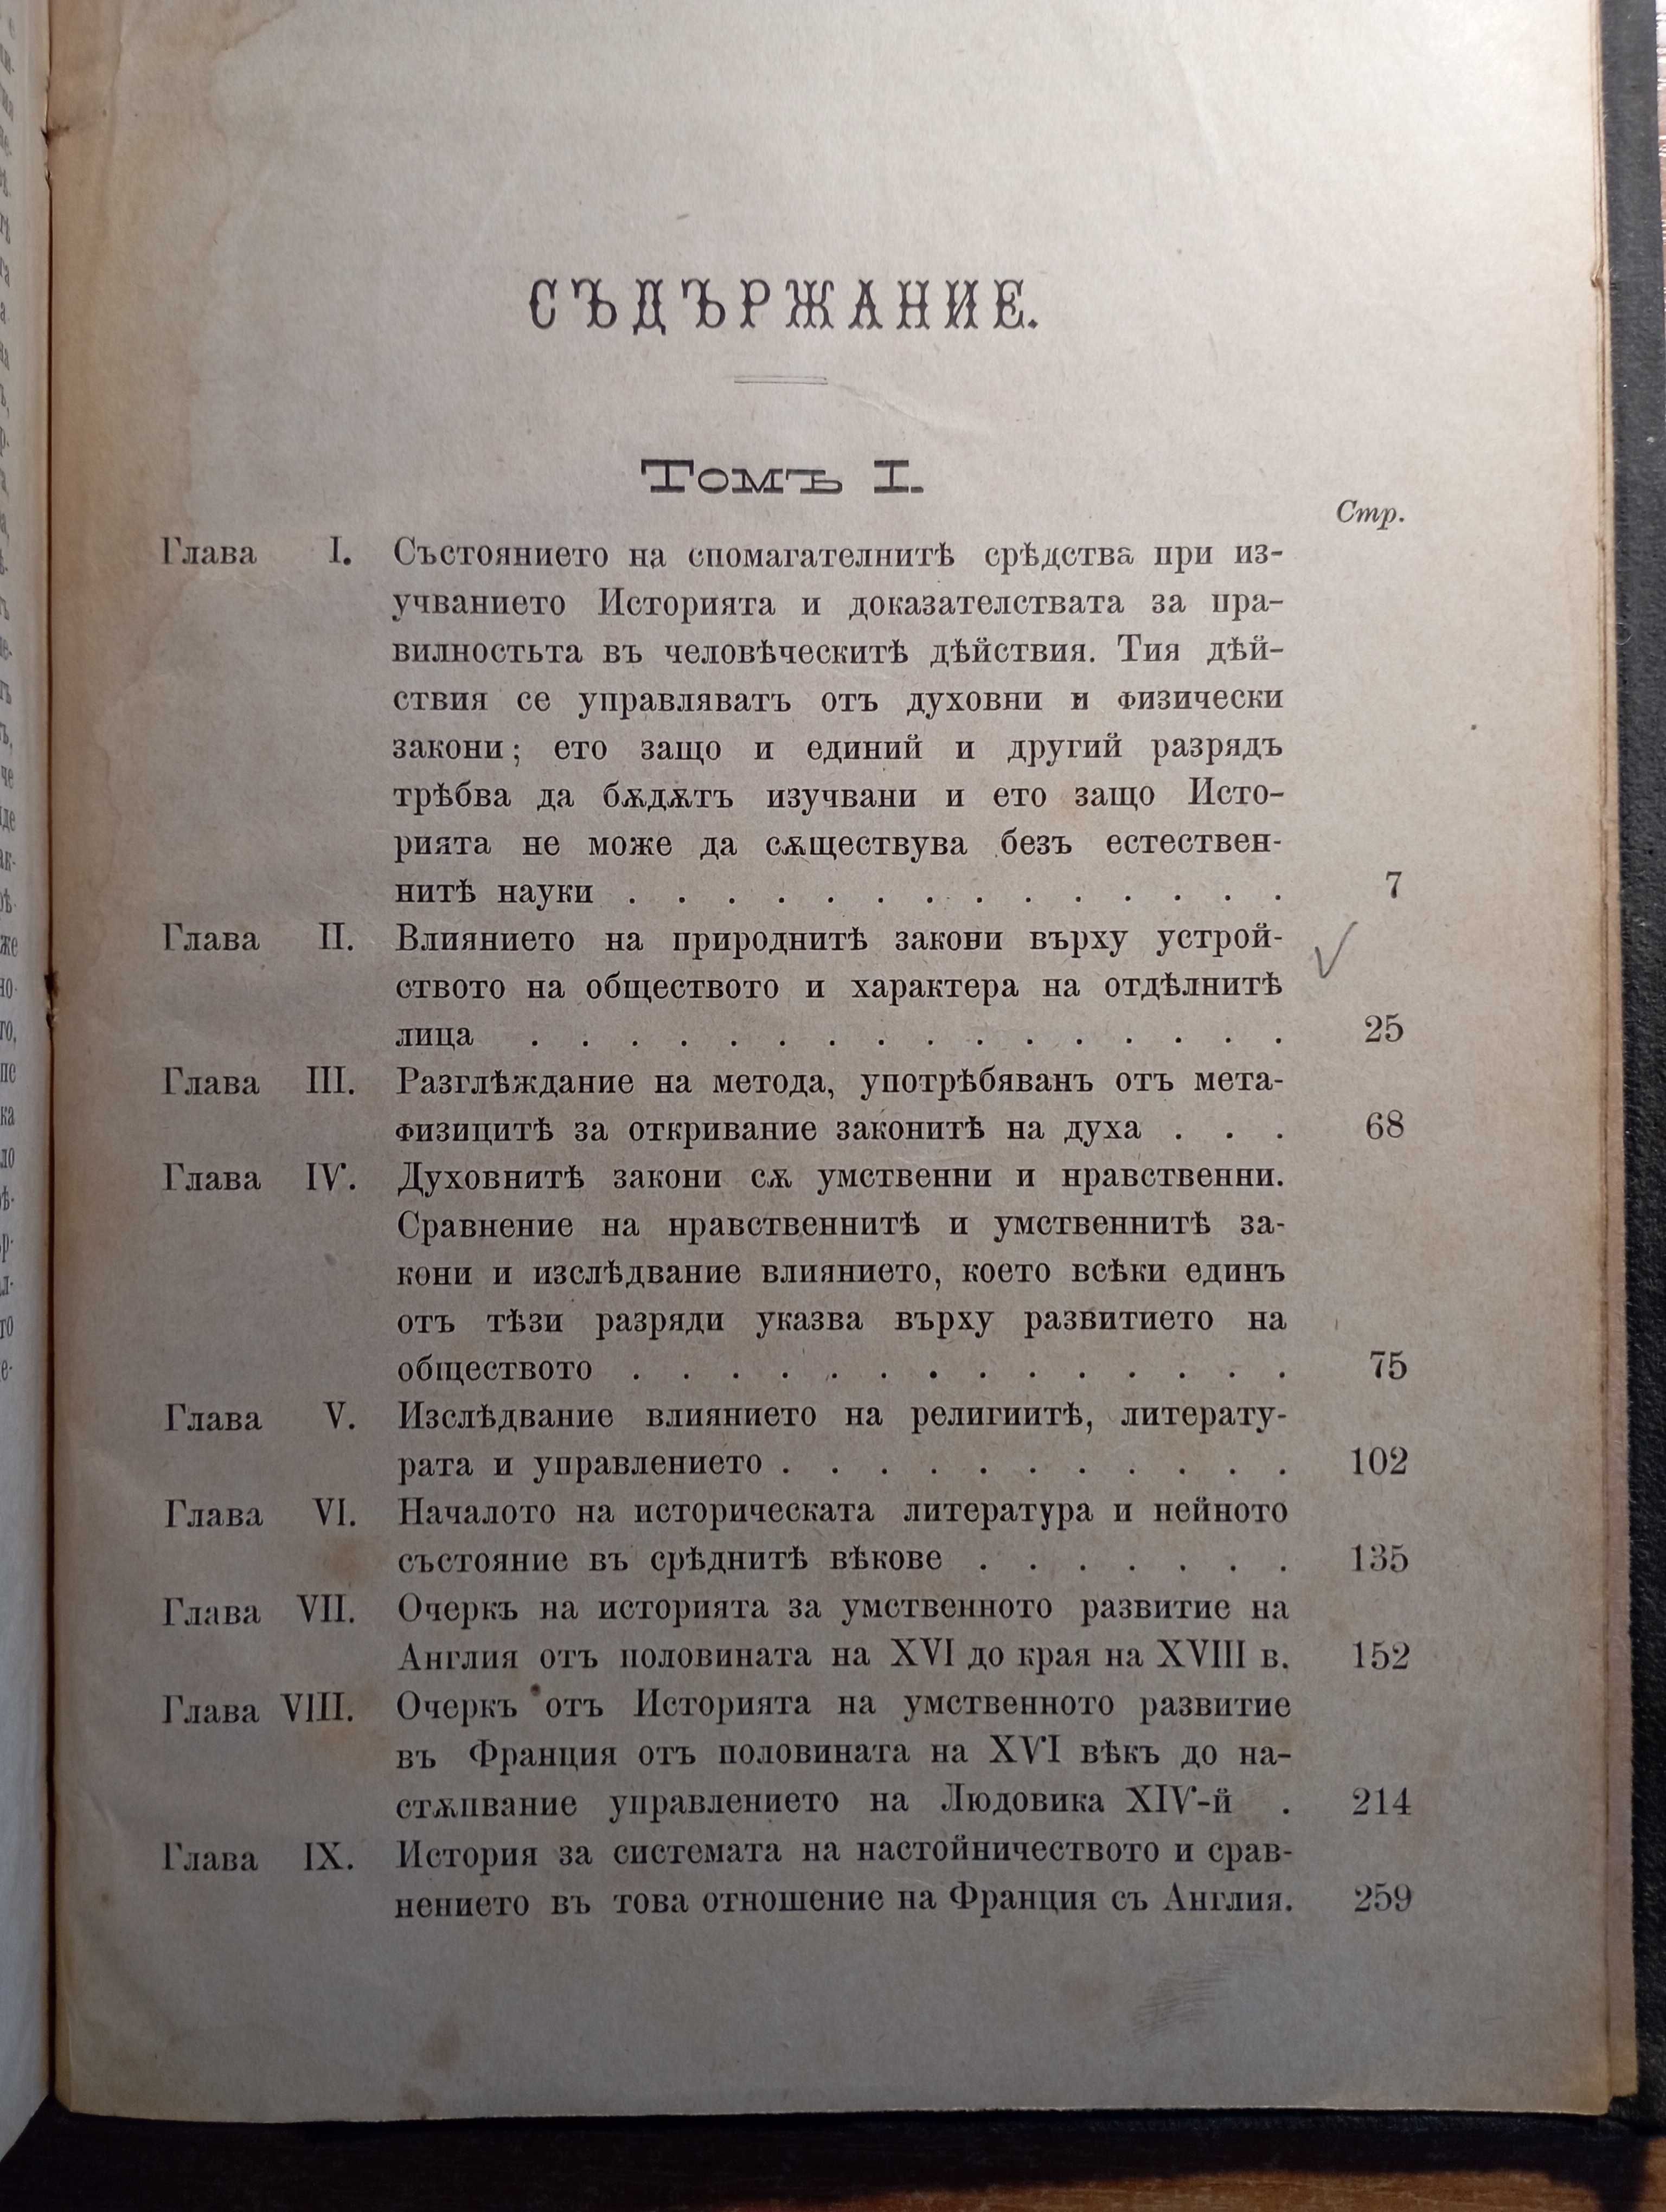 СЪДЪРЖАНИЕ.
Томъ I.
Стр.
Глава I. Състоянието на спомагателнитѣ срѣдства при из-
учванието Историята и доказателствата за пра-
вилностьта въ человѣческитѣ дѣйствия. Тия дѣй-
ствия се управляватъ отъ духовни и физически
закони; ето защо и единий и другий разрядъ
трѣбва да бѫдѫтъ изучвани и ето защо Исто-
рията не може да сѫществува безъ естествен-
нитѣ науки . . . . . . . . . . . . . . 7
Глава II. Влиянието на природнитѣ закони върху устрой-
ството на обществото и характера на отдѣлнитѣ
лица . . . . . . . . . . . . . . . . 25
Глава III. Разглѣждание на метода, употрѣбяванъ отъ мета-
физицитѣ за откривание законитѣ на духа . . . 68
Глава IV. Духовнитѣ закони сѫ умственни и нравственни.
Сравнение на нравственнитѣ и умственнитѣ за-
кони и изслѣдвание влиянието, което всѣки единъ
отъ тѣзи разряди указва върху развитието на
обществото . . . . . . . . . . . . . . 75
Глава V. Изслѣдвание влиянието на религиитѣ, литерату-
рата и управлението . . . . . . . . . . . 102
Глава VI. Началото на историческата литература и нейното
състояние въ срѣднитѣ вѣкове . . . . . . . 135
Глава VII. Очеркъ на историята за умственното развитие на
Англия отъ половината на XVI до края на XVIII в. 152
Глава VIII. Очеркъ отъ Историята на умственното развитие
въ Франция отъ половината на XVI вѣкъ до на-
стѫпвание управлението на Людовика XIV-й . 214
Глава IX. История за системата на настойничеството и срав-
нението въ това отношение на Франция съ Англия. 259